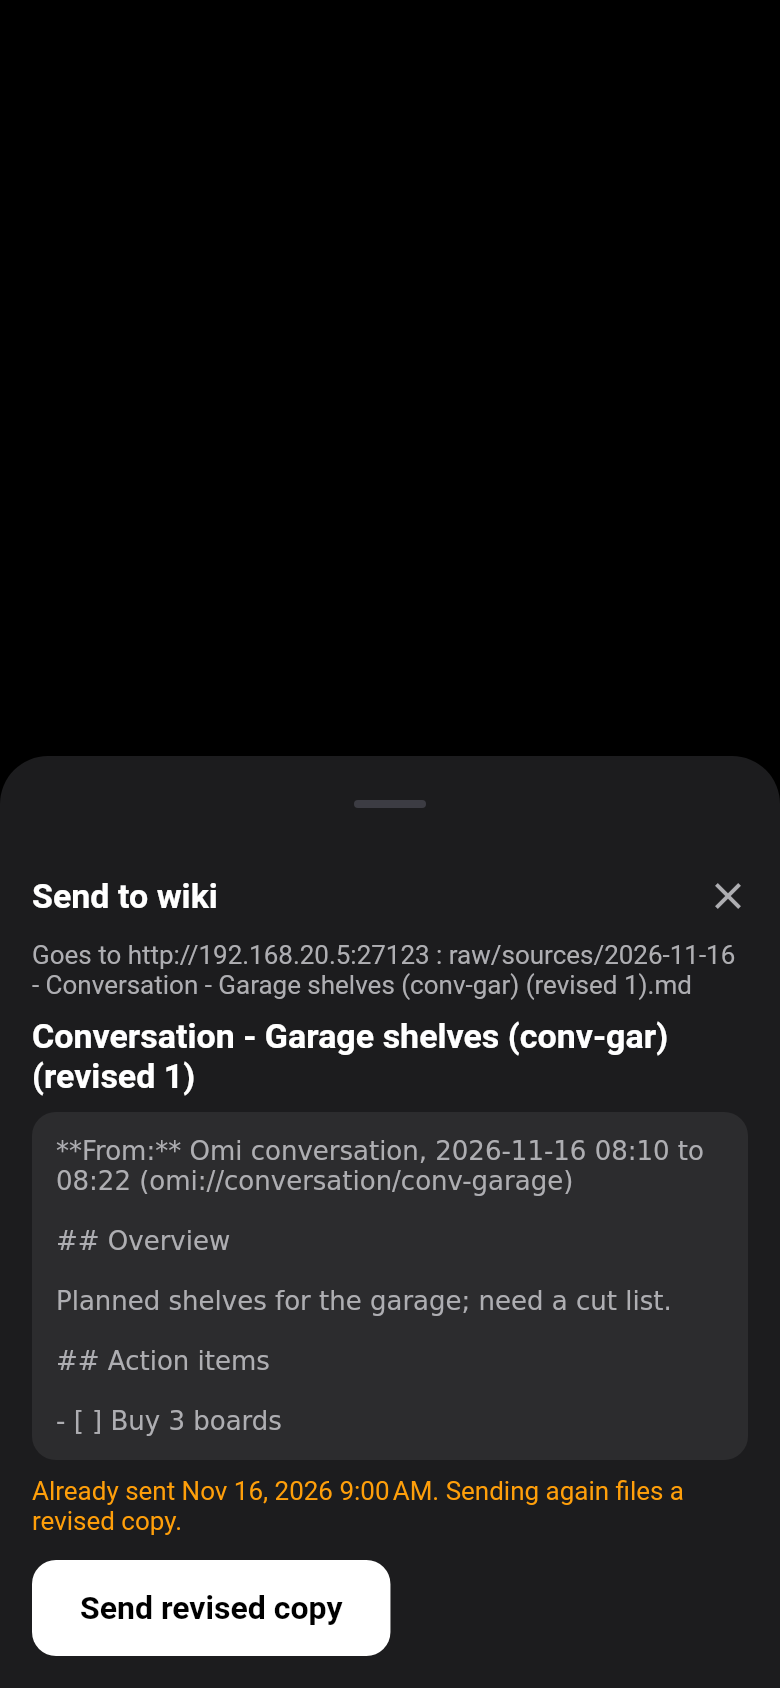 Send to wiki
Goes to http://192.168.20.5:27123 : raw/sources/2026-11-16
- Conversation - Garage shelves (conv-gar) (revised 1).md
Conversation - Garage shelves (conv-gar)
(revised 1)
**From:** Omi conversation, 2026-11-16 08:10 to
08:22 (omi://conversation/conv-garage)
## Overview
Planned shelves for the garage; need a cut list.
## Action items
- [ ] Buy 3 boards
Already sent Nov 16, 2026 9:00 AM. Sending again files a
revised copy.
Send revised copy